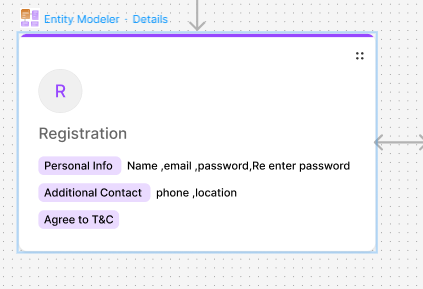 Entity Modeler · Details
R
Registration
Personal Info Name ,email ,password,Re enter password
Additional Contact phone ,location
Agree to T&C